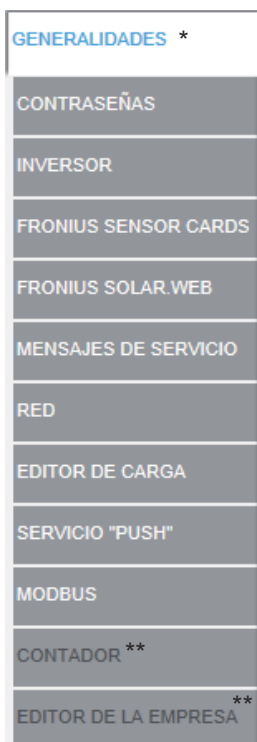 GENERALIDADES *
CONTRASEÑAS
INVERSOR
FRONIUS SENSOR CARDS
FRONIUS SOLAR.WEB
MENSAJES DE SERVICIO
RED
EDITOR DE CARGA
SERVICIO "PUSH"
MODBUS
CONTADOR **
EDITOR DE LA EMPRESA **